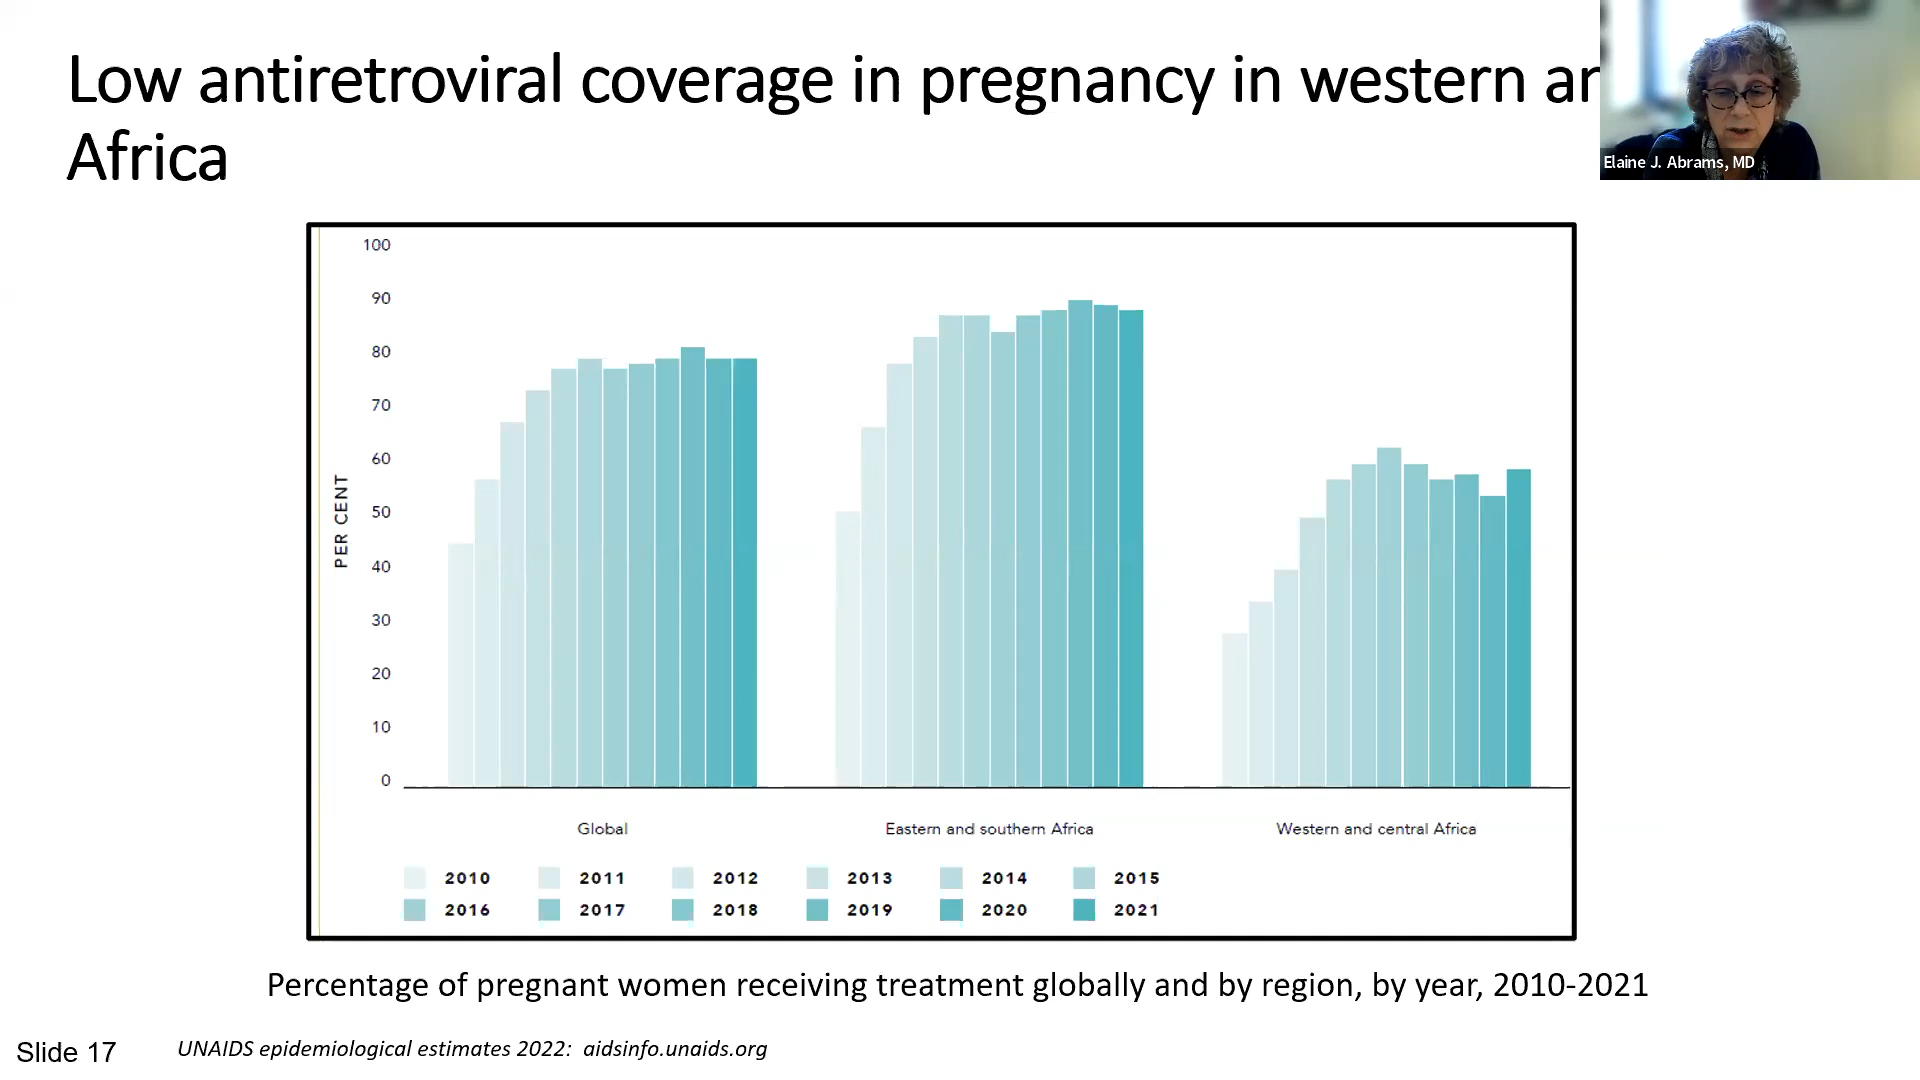 Low antiretroviral coverage in pregnancy in western
Africa
Elaine J. Abrams, MD
100
90
80
70
60
50
40
30
20
10
0
PER CENT
Global
Eastern and southern Africa
Western and central Africa
2010 2011 2012 2013 2014 2015
2016 2017 2018 2019 2020 2021
Percentage of pregnant women receiving treatment globally and by region, by year, 2010-2021
Slide 17
UNAIDS epidemiological estimates 2022: aidsinfo.unaids.org